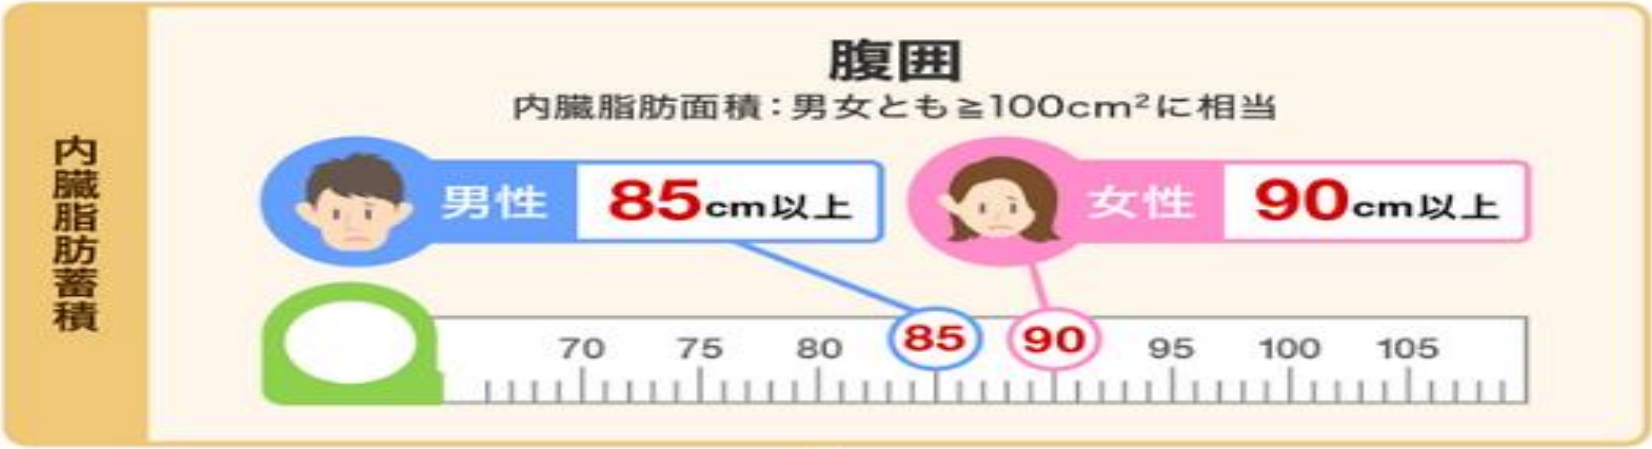 内臓脂肪蓄積
腹囲
内臓脂肪面積：男女とも≧100cm²に相当
男性 85cm以上
女性 90cm以上
70 75 80 85 90 95 100 105